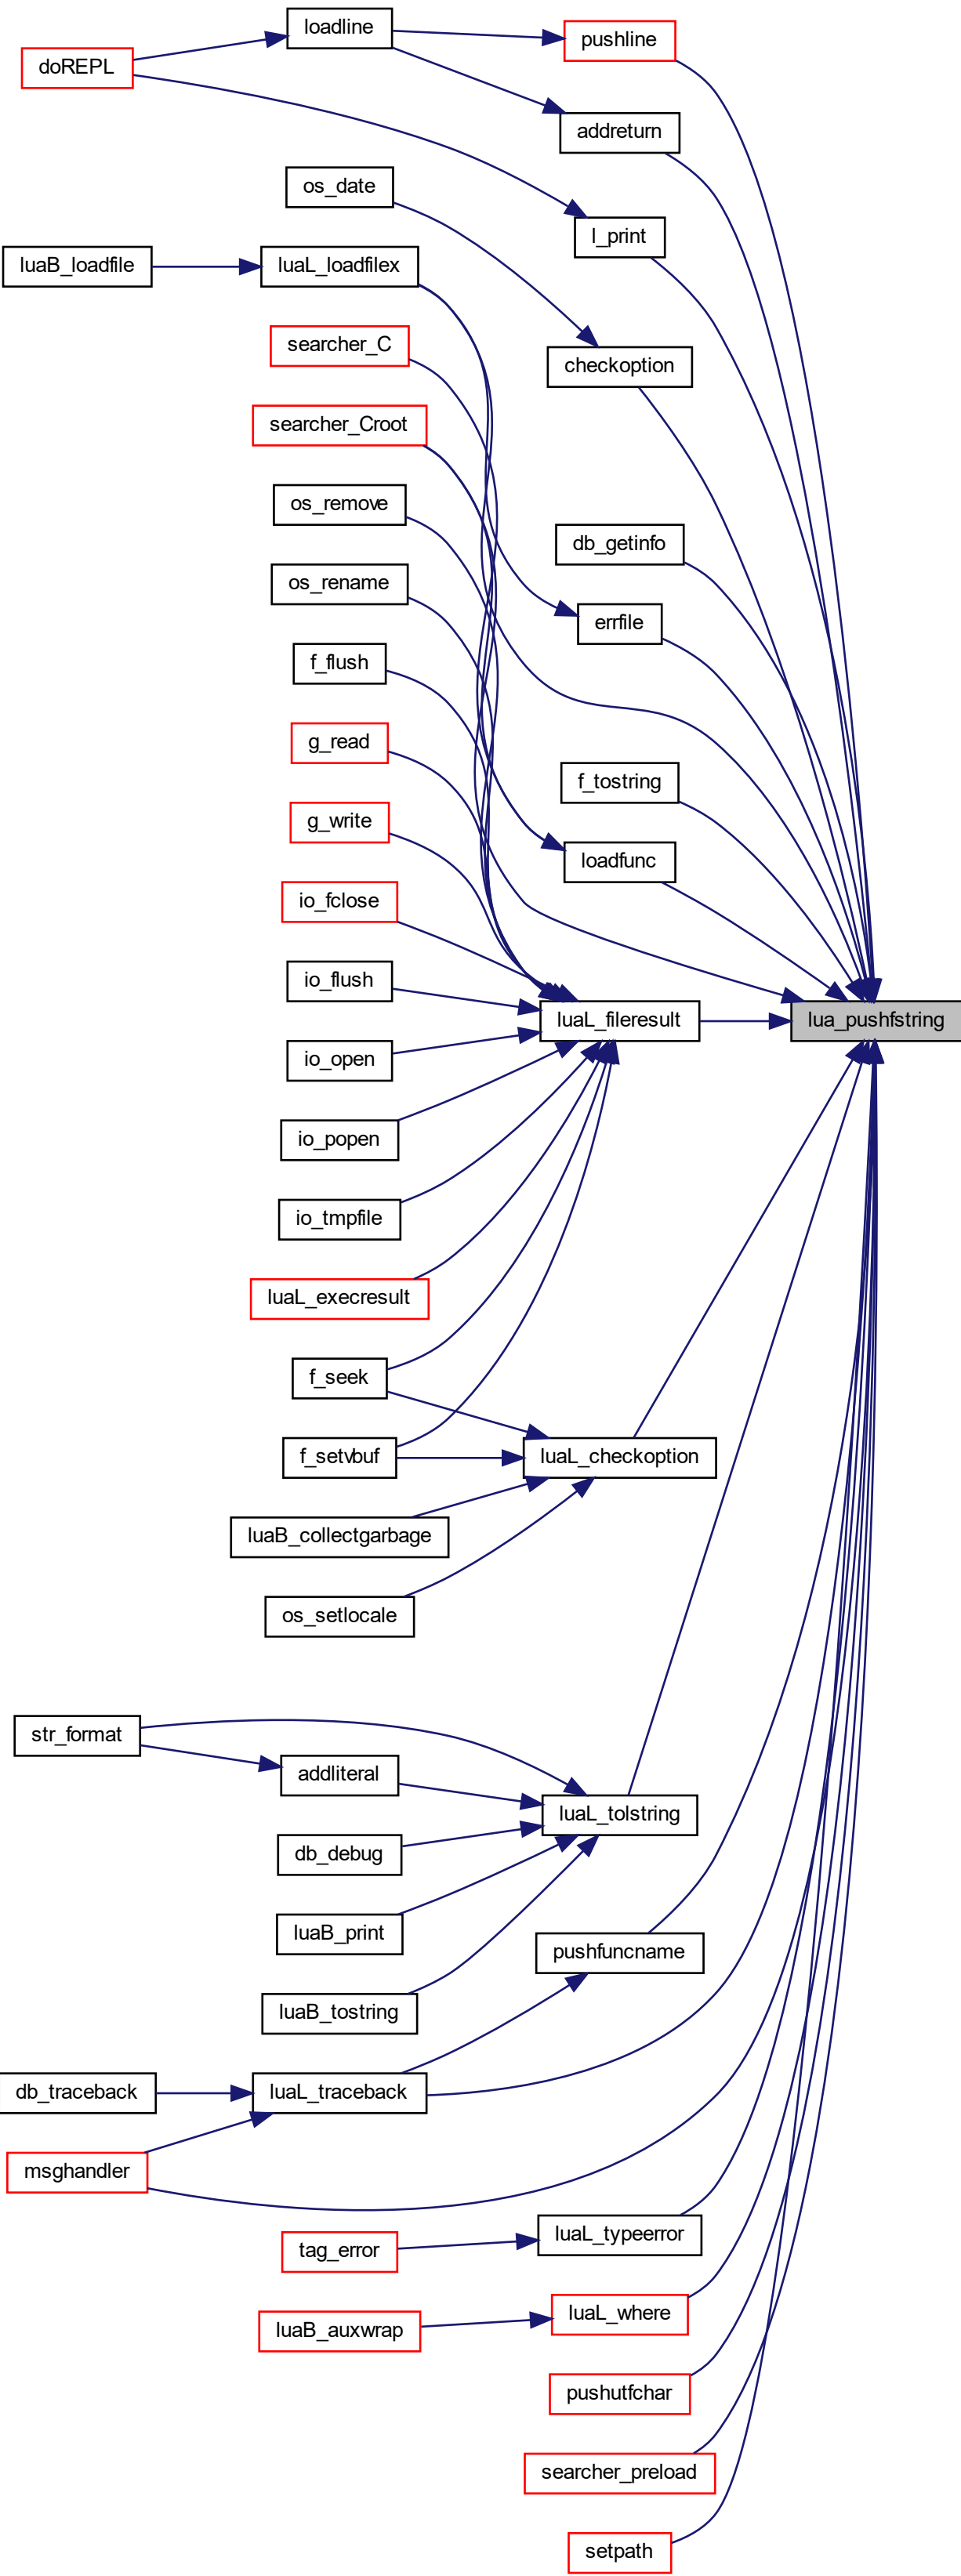 loadline
pushline
doREPL
addreturn
os_date
l_print
luaB_loadfile
luaL_loadfilex
searcher_C
checkoption
searcher_Croot
os_remove
db_getinfo
os_rename
errfile
f_flush
g_read
f_tostring
g_write
loadfunc
io_fclose
io_flush
luaL_fileresult
lua_pushfstring
io_open
io_popen
io_tmpfile
luaL_execresult
f_seek
f_setvbuf
luaL_checkoption
luaB_collectgarbage
os_setlocale
str_format
addliteral
luaL_tolstring
db_debug
luaB_print
pushfuncname
luaB_tostring
db_traceback
luaL_traceback
msghandler
luaL_typeerror
tag_error
luaL_where
luaB_auxwrap
pushutfchar
searcher_preload
setpath